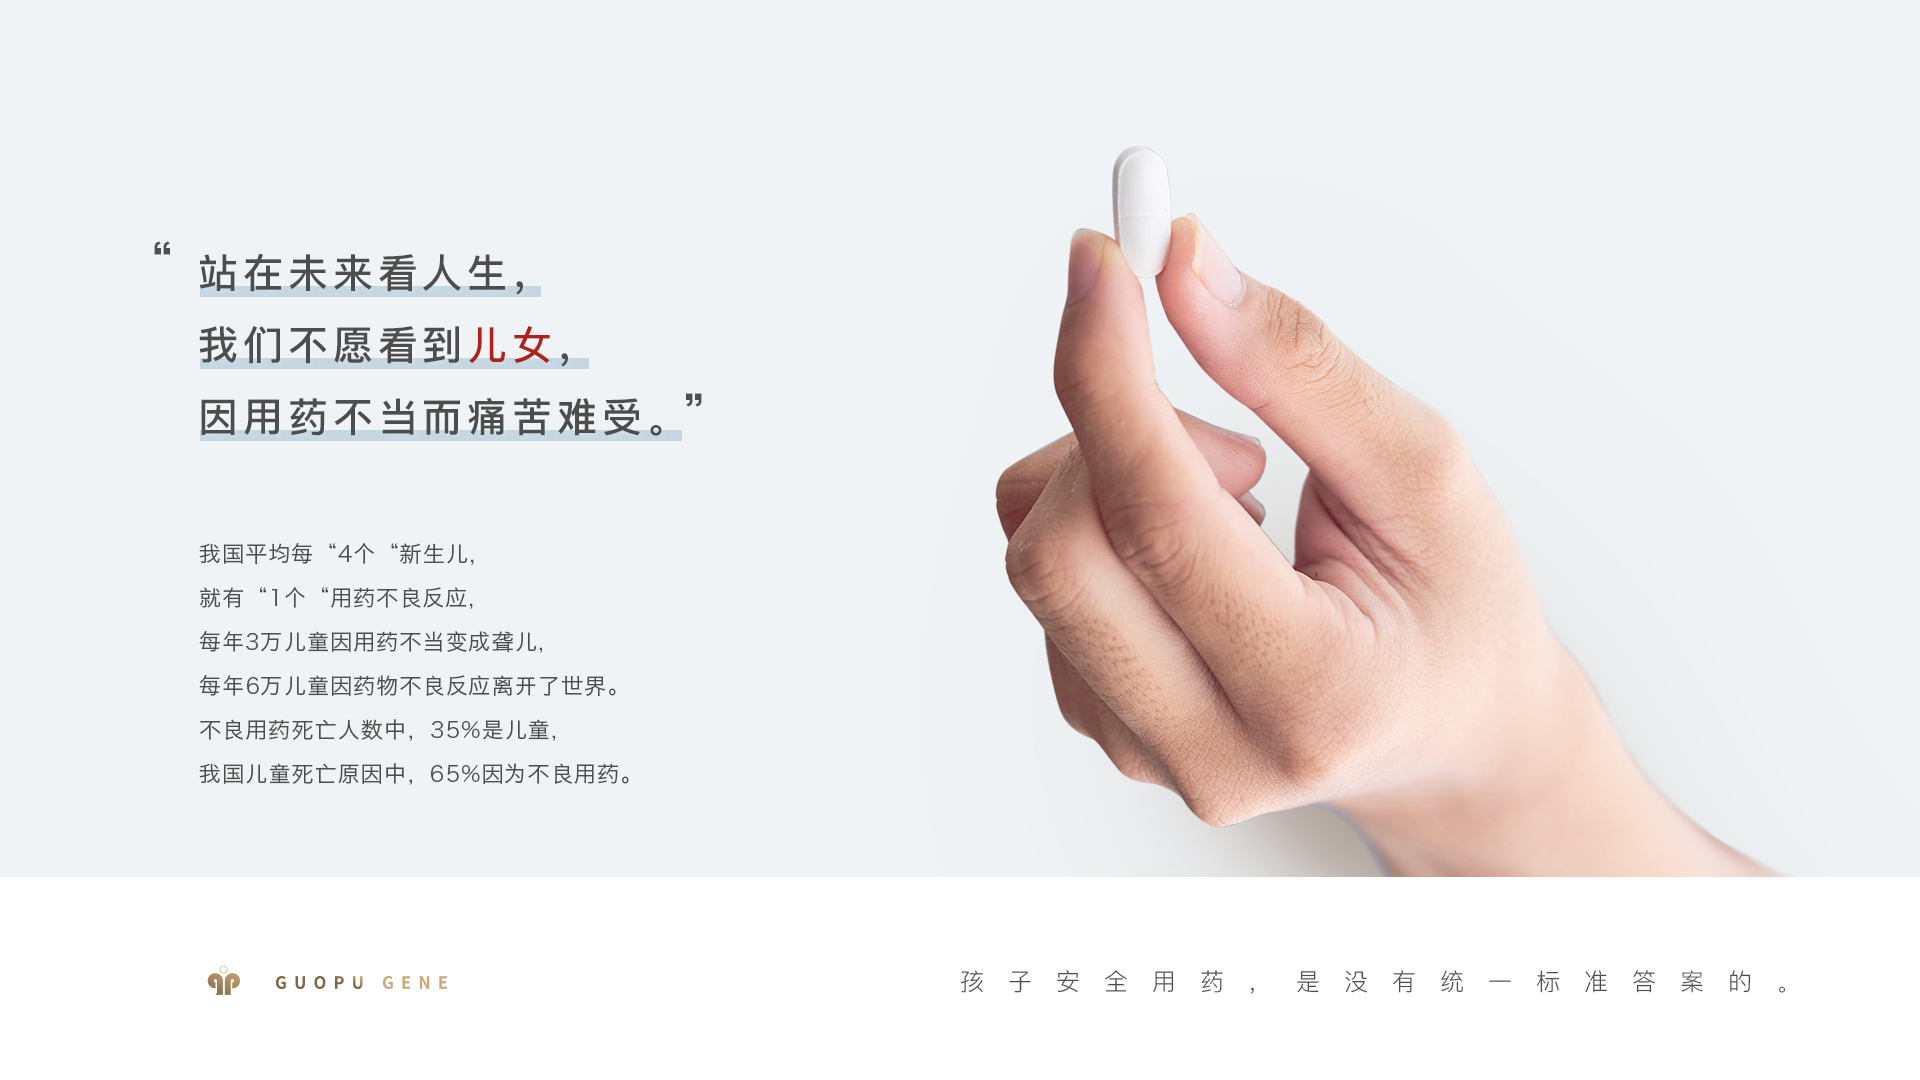 “站在未来看人生，
我们不愿看到儿女，
因用药不当而痛苦难受。”
我国平均每“4个“新生儿，
就有“1个“用药不良反应，
每年3万儿童因用药不当变成聋儿，
每年6万儿童因药物不良反应离开了世界。
不良用药死亡人数中，35%是儿童，
我国儿童死亡原因中，65%因为不良用药。
GUOPU GENE
孩子安全用药，是没有统一标准答案的。